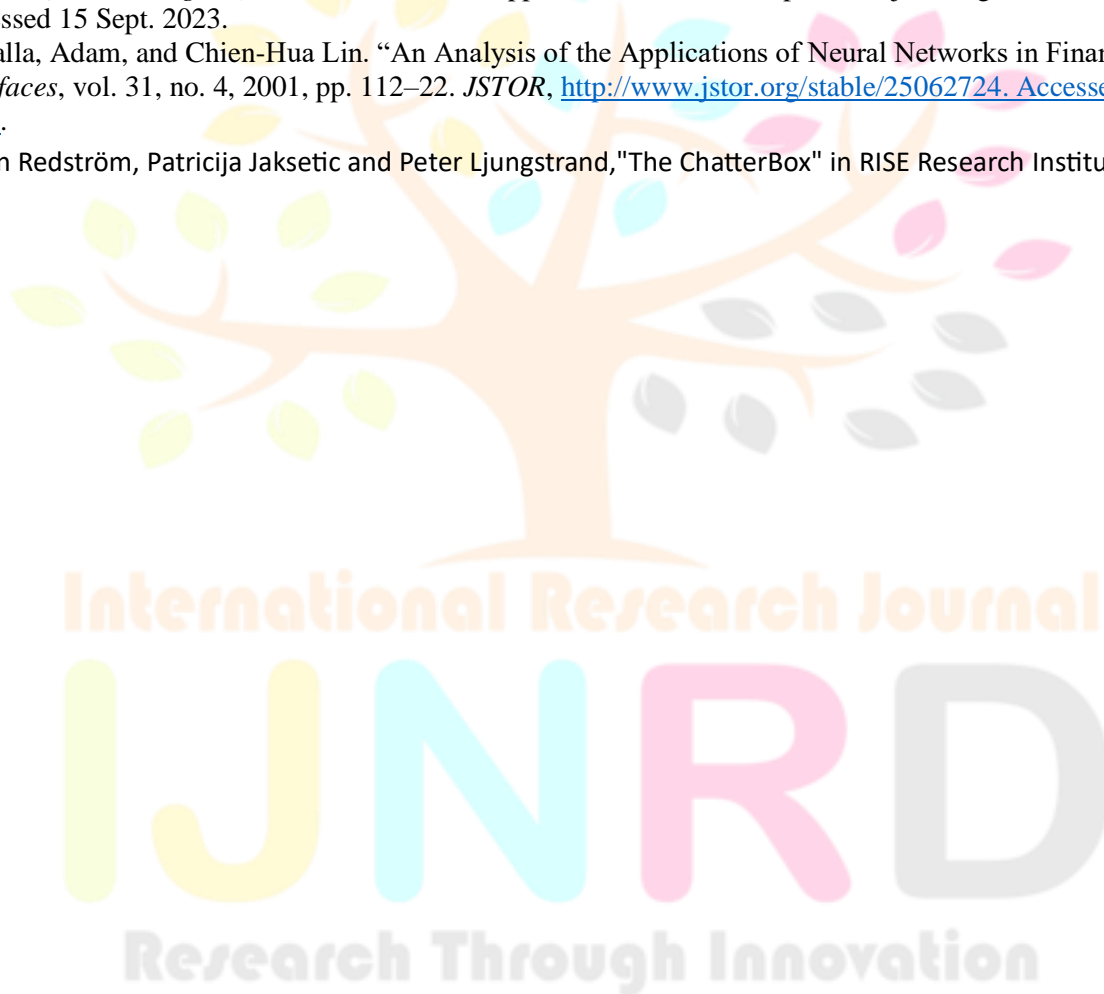 ssed 15 Sept. 2023.
alla, Adam, and Chien-Hua Lin. “An Analysis of the Applications of Neural Networks in Finan
faces, vol. 31, no. 4, 2001, pp. 112–22. JSTOR, http://www.jstor.org/stable/25062724. Accesse
.
n Redström, Patricija Jaksetic and Peter Ljungstrand,"The ChatterBox" in RISE Research Institu
International Research Journal
IJNRD
Research Through Innovation